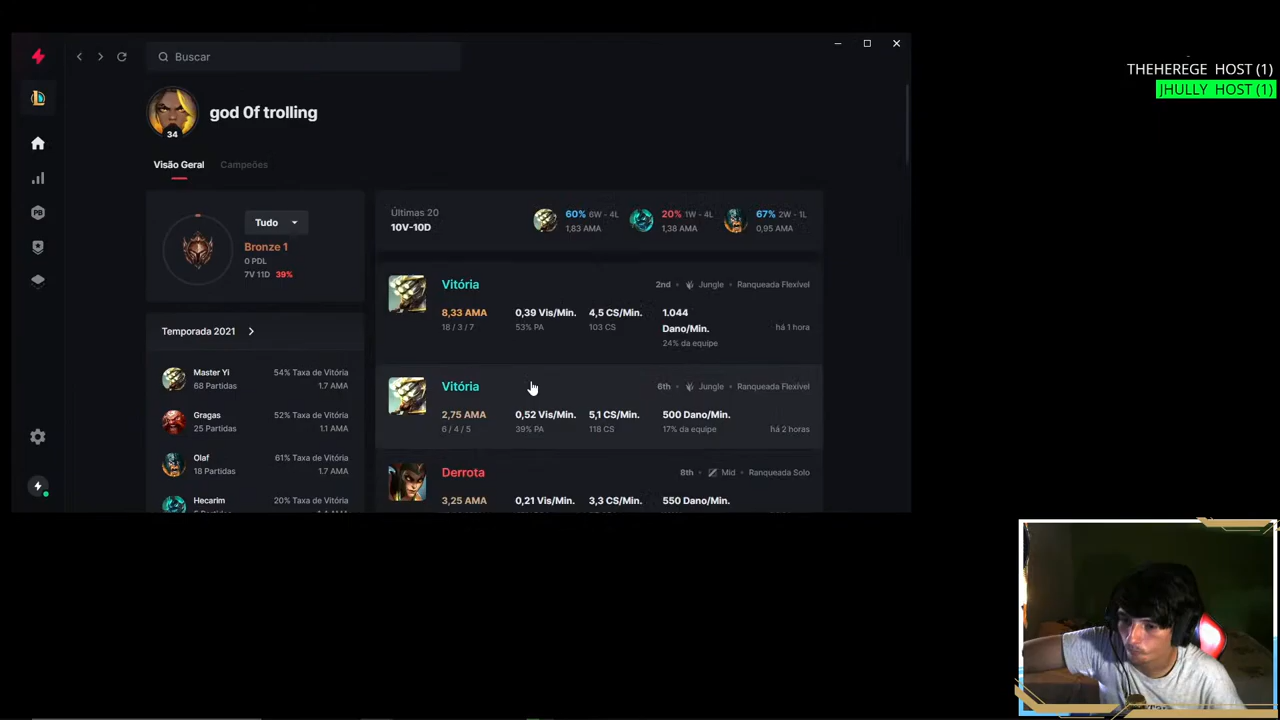 Buscar
THEHEREGE HOST (1)
JHULLY HOST (1)
god 0f trolling
34
Visão Geral
Campeões
Tudo
Bronze 1
0 PDL
7V 11D 39%
Últimas 20
10V-10D
60% 6W - 4L
1,83 AMA
20% 1W - 4L
1,38 AMA
67% 2W - 1L
0,95 AMA
Vitória
2nd • Jungle • Ranqueada Flexível
8,33 AMA
18 / 3 / 7
0,39 Vis/Min.
53% PA
4,5 CS/Min.
103 CS
1.044
Dano/Min.
24% da equipe
há 1 hora
Temporada 2021
Master Yi
68 Partidas
54% Taxa de Vitória
1.7 AMA
Gragas
25 Partidas
52% Taxa de Vitória
1.1 AMA
Olaf
18 Partidas
61% Taxa de Vitória
1.7 AMA
Hecarim
20% Taxa de Vitória
Vitória
6th • Jungle • Ranqueada Flexível
2,75 AMA
6 / 4 / 5
0,52 Vis/Min.
39% PA
5,1 CS/Min.
118 CS
500 Dano/Min.
17% da equipe
há 2 horas
Derrota
8th • Mid • Ranqueada Solo
3,25 AMA
0,21 Vis/Min.
3,3 CS/Min.
550 Dano/Min.
PB